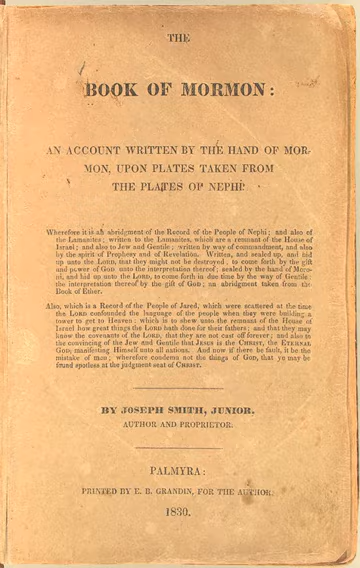 THE
BOOK OF MORMON:
AN ACCOUNT WRITTEN BY THE HAND OF MOR-
MON, UPON PLATES TAKEN FROM
THE PLATES OF NEPHI.
Wherefore it is an abridgment of the Record of the People of Nephi; and also of
the Lamanites; written to the Lamanites, which are a remnant of the House of
Israel; and also to Jew and Gentile; written by way of commandment, and also
by the spirit of Prophesy and of Revelation. Written, and sealed up, and hid
up unto the LORD, that they might not be destroyed; to come forth by the gift
and power of GOD unto the interpretation thereof; sealed by the hand of Moro-
ni, and hid up unto the LORD, to come forth in due time by the way of Gentile;
the interpretation thereof by the gift of GOD; an abridgment taken from the
Book of Ether.
Also, which is a Record of the People of Jared, which were scattered at the time
the LORD confounded the language of the people when they were building a
tower to get to Heaven: which is to shew unto the remnant of the House of
Israel how great things the LORD hath done for their fathers; and that they may
know the covenants of the LORD, that they are not cast off forever; and also to
the convincing of the Jew and Gentile that JESUS is the CHRIST, the ETERNAL
GOD, manifesting Himself unto all nations. And now if there be fault, it be the
mistake of men; wherefore condemn not the things of GOD, that ye may be
found spotless at the judgment seat of CHRIST.
BY JOSEPH SMITH, JUNIOR,
AUTHOR AND PROPRIETOR.
PALMYRA:
PRINTED BY E. B. GRANDIN, FOR THE AUTHOR.
1830.